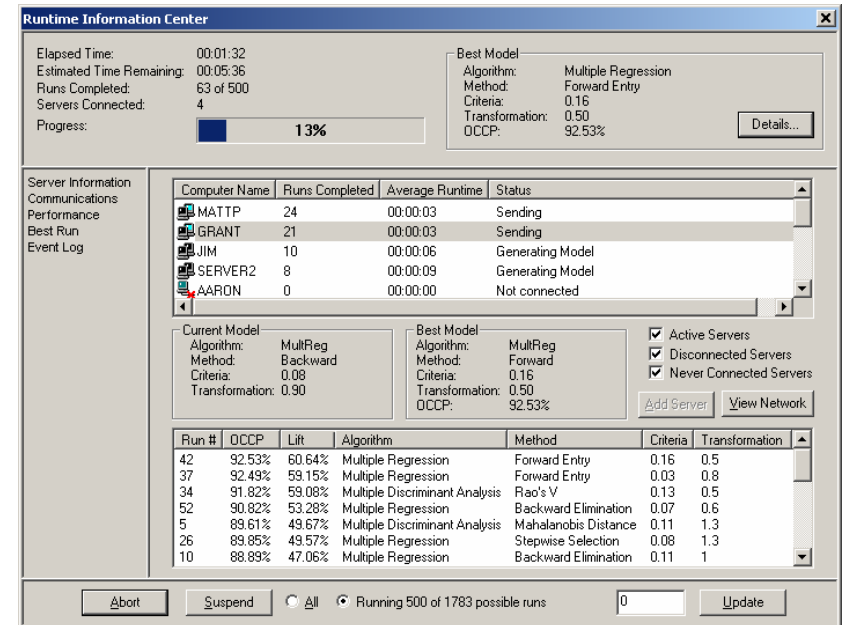 Runtime Information Center
Elapsed Time: 00:01:32
Estimated Time Remaining: 00:05:36
Runs Completed: 63 of 500
Servers Connected: 4
Progress: 13%
Best Model
Algorithm: Multiple Regression
Method: Forward Entry
Criteria: 0.16
Transformation: 0.50
OCCP: 92.53%
Details...
Server Information
Communications
Performance
Best Run
Event Log
Computer Name Runs Completed Average Runtime Status
MATTP 24 00:00:03 Sending
GRANT 21 00:00:03 Sending
JIM 10 00:00:06 Generating Model
SERVER2 8 00:00:09 Generating Model
AARON 0 00:00:00 Not connected
Current Model
Algorithm: MultReg
Method: Backward
Criteria: 0.08
Transformation: 0.90
Best Model
Algorithm: MultReg
Method: Forward
Criteria: 0.16
Transformation: 0.50
OCCP: 92.53%
Active Servers
Disconnected Servers
Never Connected Servers
Add Server View Network
Run # OCCP Lift Algorithm Method Criteria Transformation
42 92.53% 60.64% Multiple Regression Forward Entry 0.16 0.5
37 92.49% 59.15% Multiple Regression Forward Entry 0.03 0.8
34 91.82% 59.08% Multiple Discriminant Analysis Rao's V 0.13 0.5
52 90.82% 53.28% Multiple Regression Backward Elimination 0.07 0.6
5 89.61% 49.67% Multiple Discriminant Analysis Mahalanobis Distance 0.11 1.3
26 89.85% 49.57% Multiple Regression Stepwise Selection 0.08 1.3
10 88.89% 47.06% Multiple Regression Backward Elimination 0.11 1
Abort Suspend All Running 500 of 1783 possible runs 0 Update